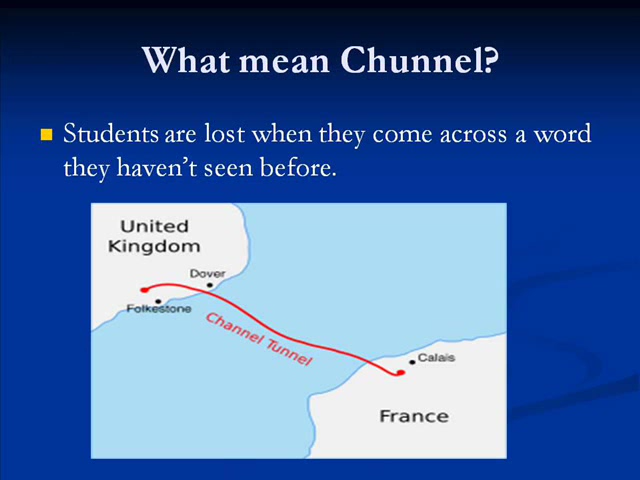 What mean Chunnel?
Students are lost when they come across a word
they haven't seen before.
United
Kingdom
Dover
Folkestone
Channel Tunnel
Calais
France